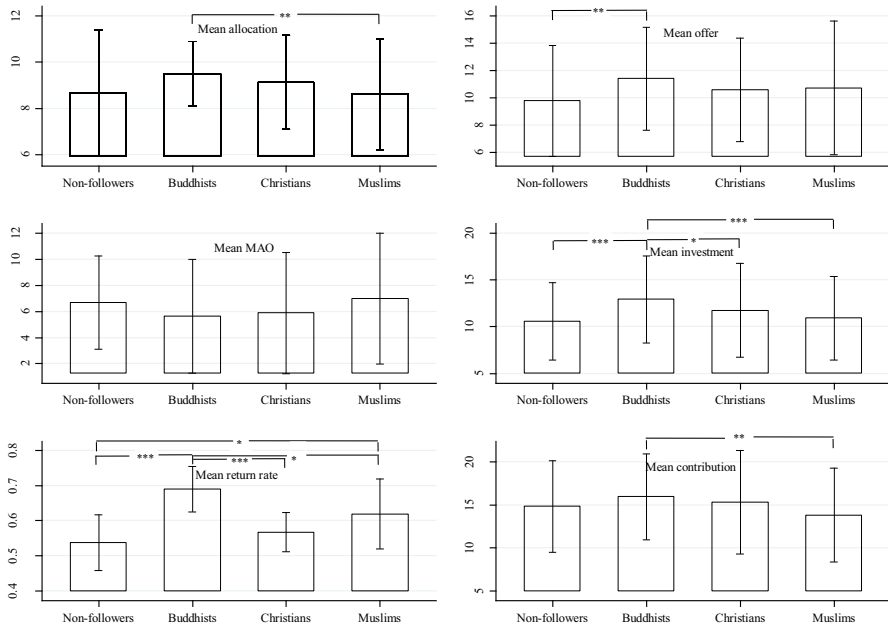 12
**
Mean allocation
10
8
6
Non-followers Buddhists Christians Muslims
16
**
Mean offer
14
12
10
8
6
Non-followers Buddhists Christians Muslims
12
Mean MAO
10
8
6
4
2
Non-followers Buddhists Christians Muslims
20
***
*** *
Mean investment
15
10
5
Non-followers Buddhists Christians Muslims
0.8
*
*** *** *
Mean return rate
0.7
0.6
0.5
0.4
Non-followers Buddhists Christians Muslims
**
20
Mean contribution
15
10
5
Non-followers Buddhists Christians Muslims